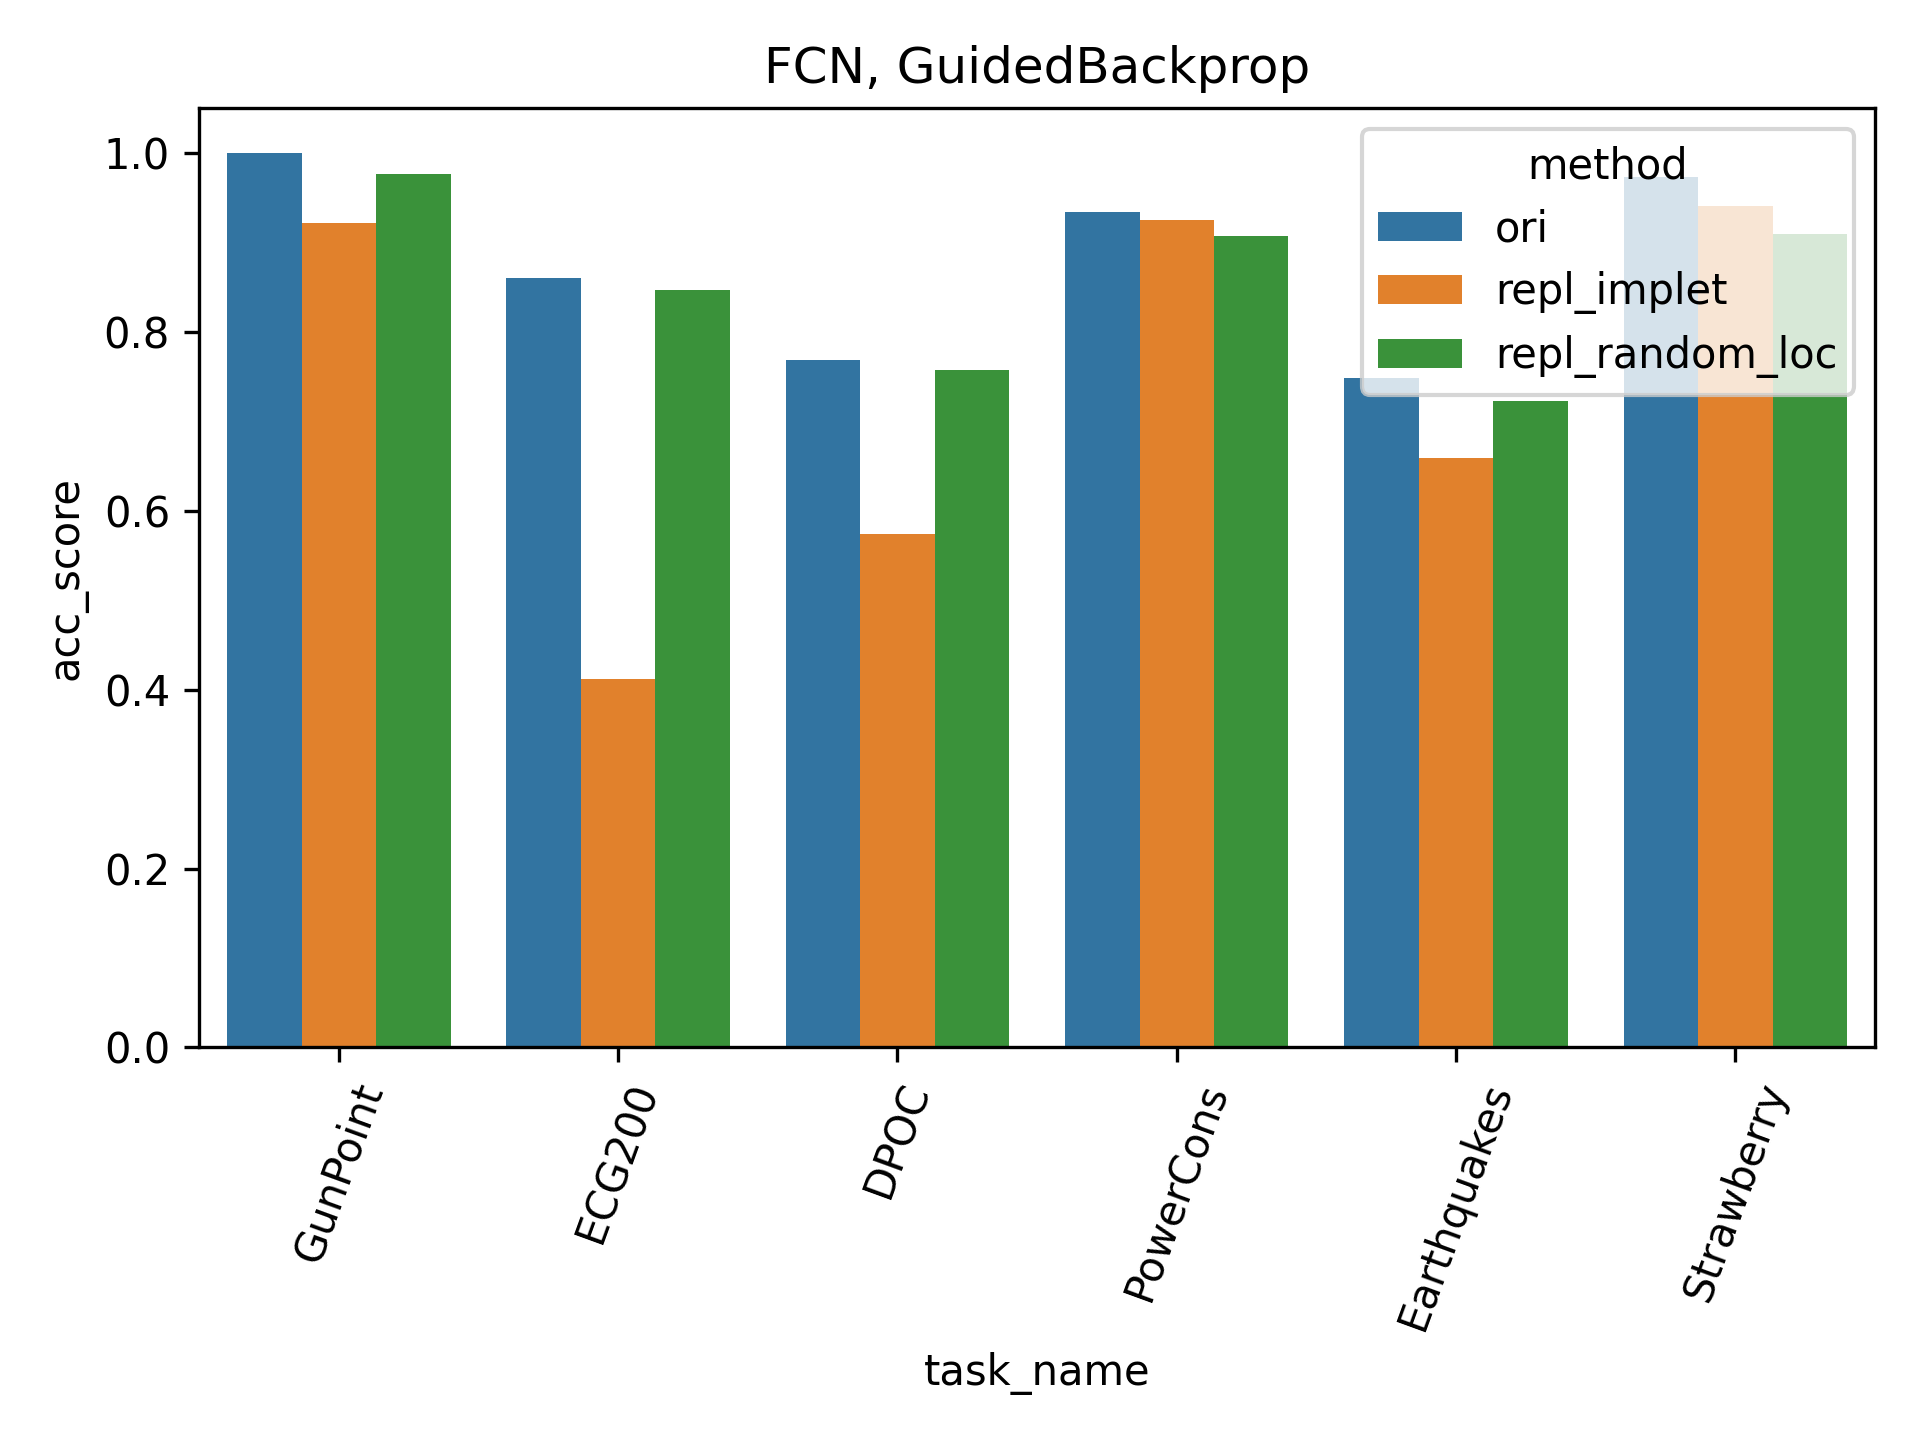 FCN, GuidedBackprop
method
ori
repl_implet
repl_random_loc
acc_score
1.0
0.8
0.6
0.4
0.2
0.0
GunPoint
ECG200
DPOC
PowerCons
Earthquakes
Strawberry
task_name